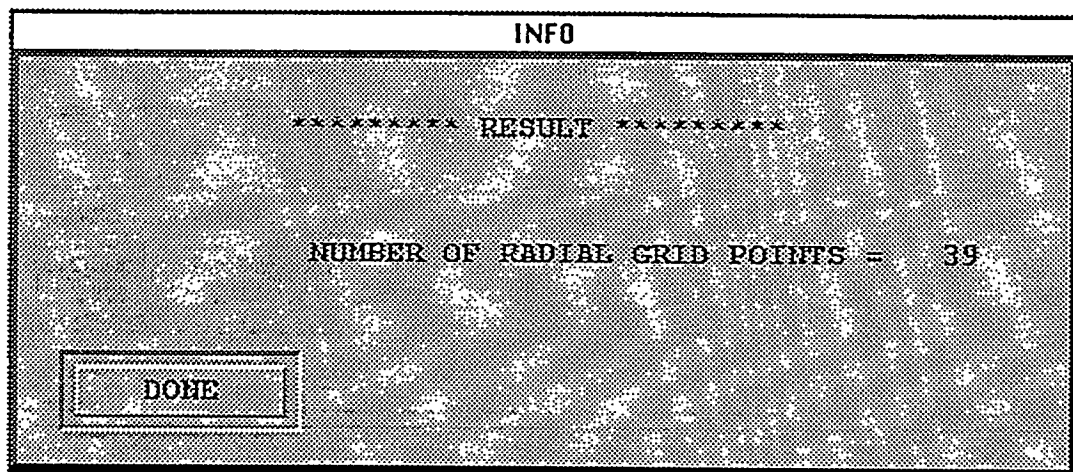 INFO
********* RESULT *********
NUMBER OF RADIAL GRID POINTS = 39
DONE